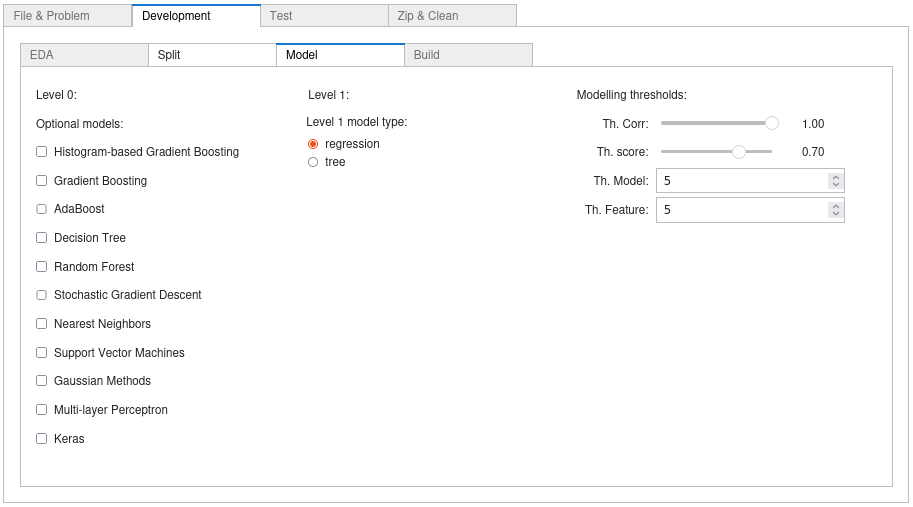 File & Problem Development Test Zip & Clean
EDA Split Model Build
Level 0: Level 1: Modelling thresholds:
Optional models: Level 1 model type: Th. Corr: 1.00
Histogram-based Gradient Boosting regression Th. score: 0.70
tree
Gradient Boosting Th. Model: 5
AdaBoost Th. Feature: 5
Decision Tree
Random Forest
Stochastic Gradient Descent
Nearest Neighbors
Support Vector Machines
Gaussian Methods
Multi-layer Perceptron
Keras